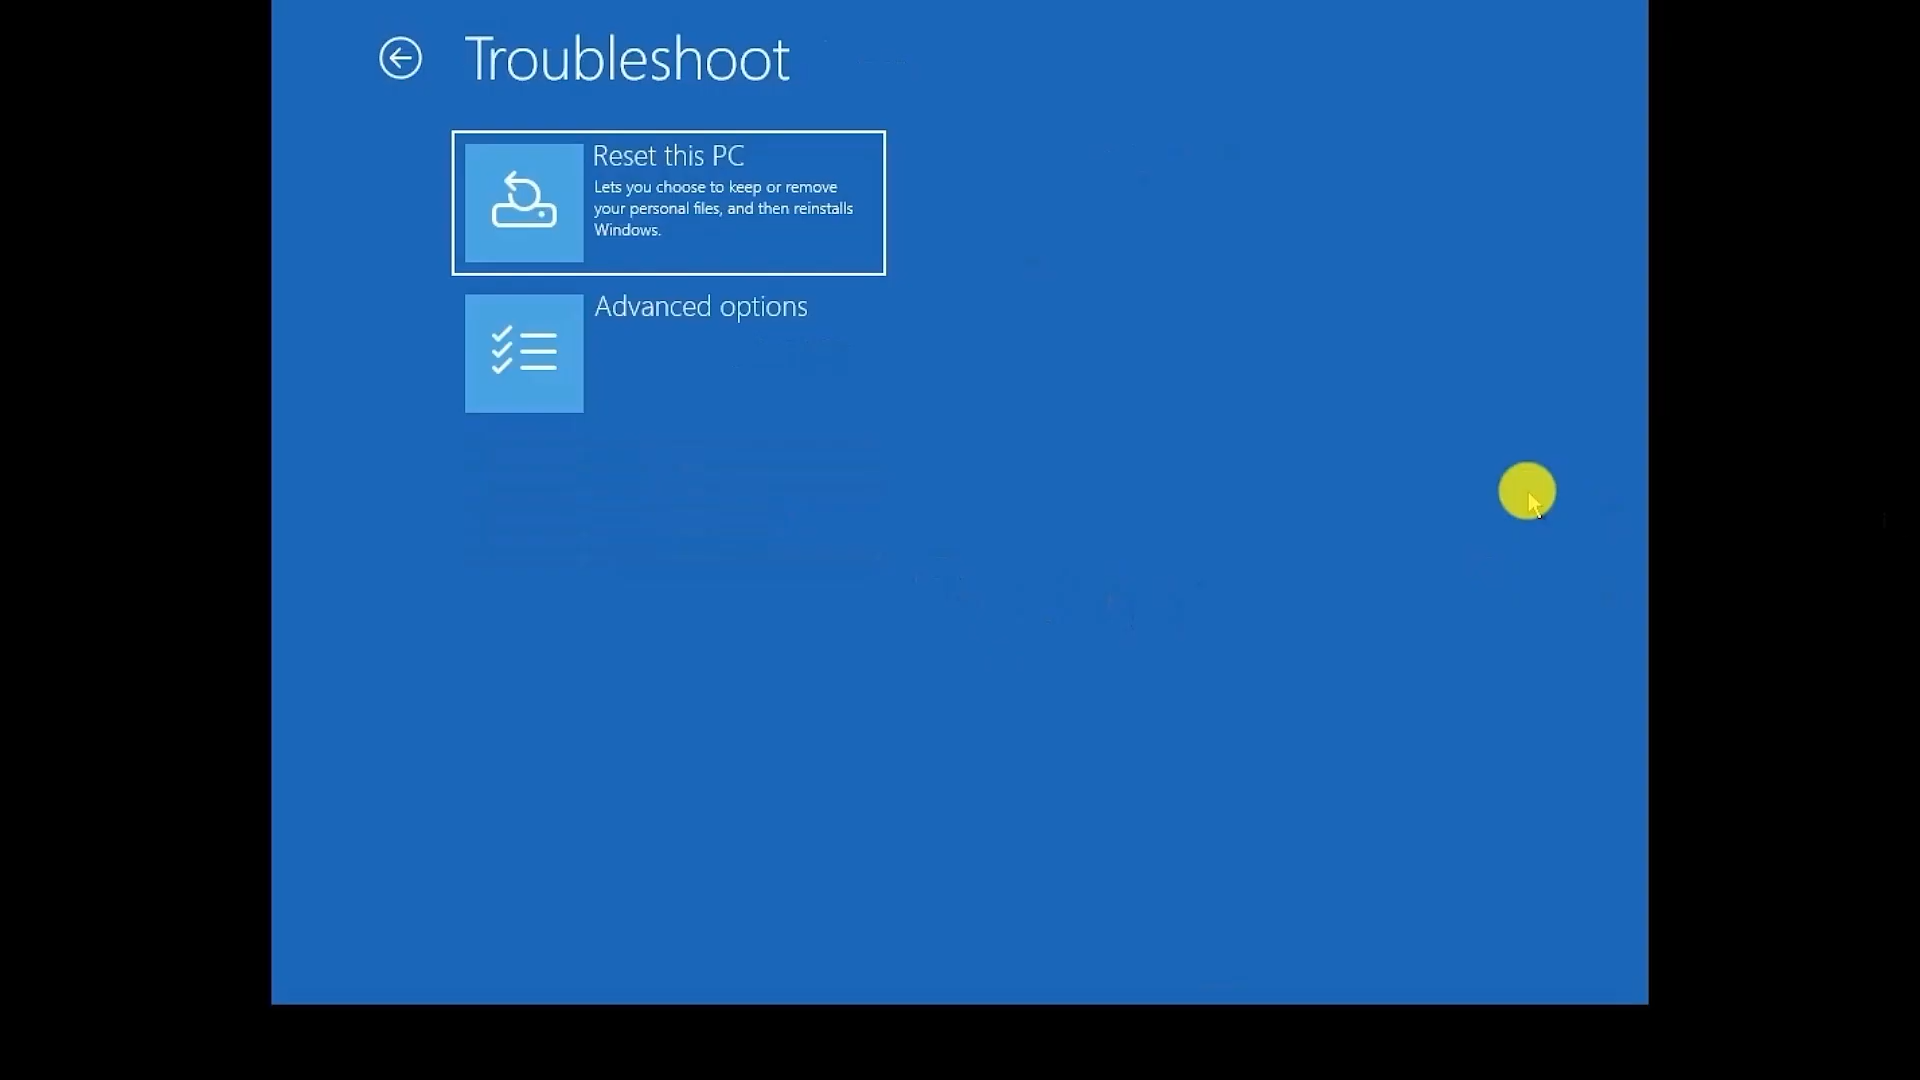 Troubleshoot
Reset this PC
Lets you choose to keep or remove
your personal files, and then reinstalls
Windows.
Advanced options